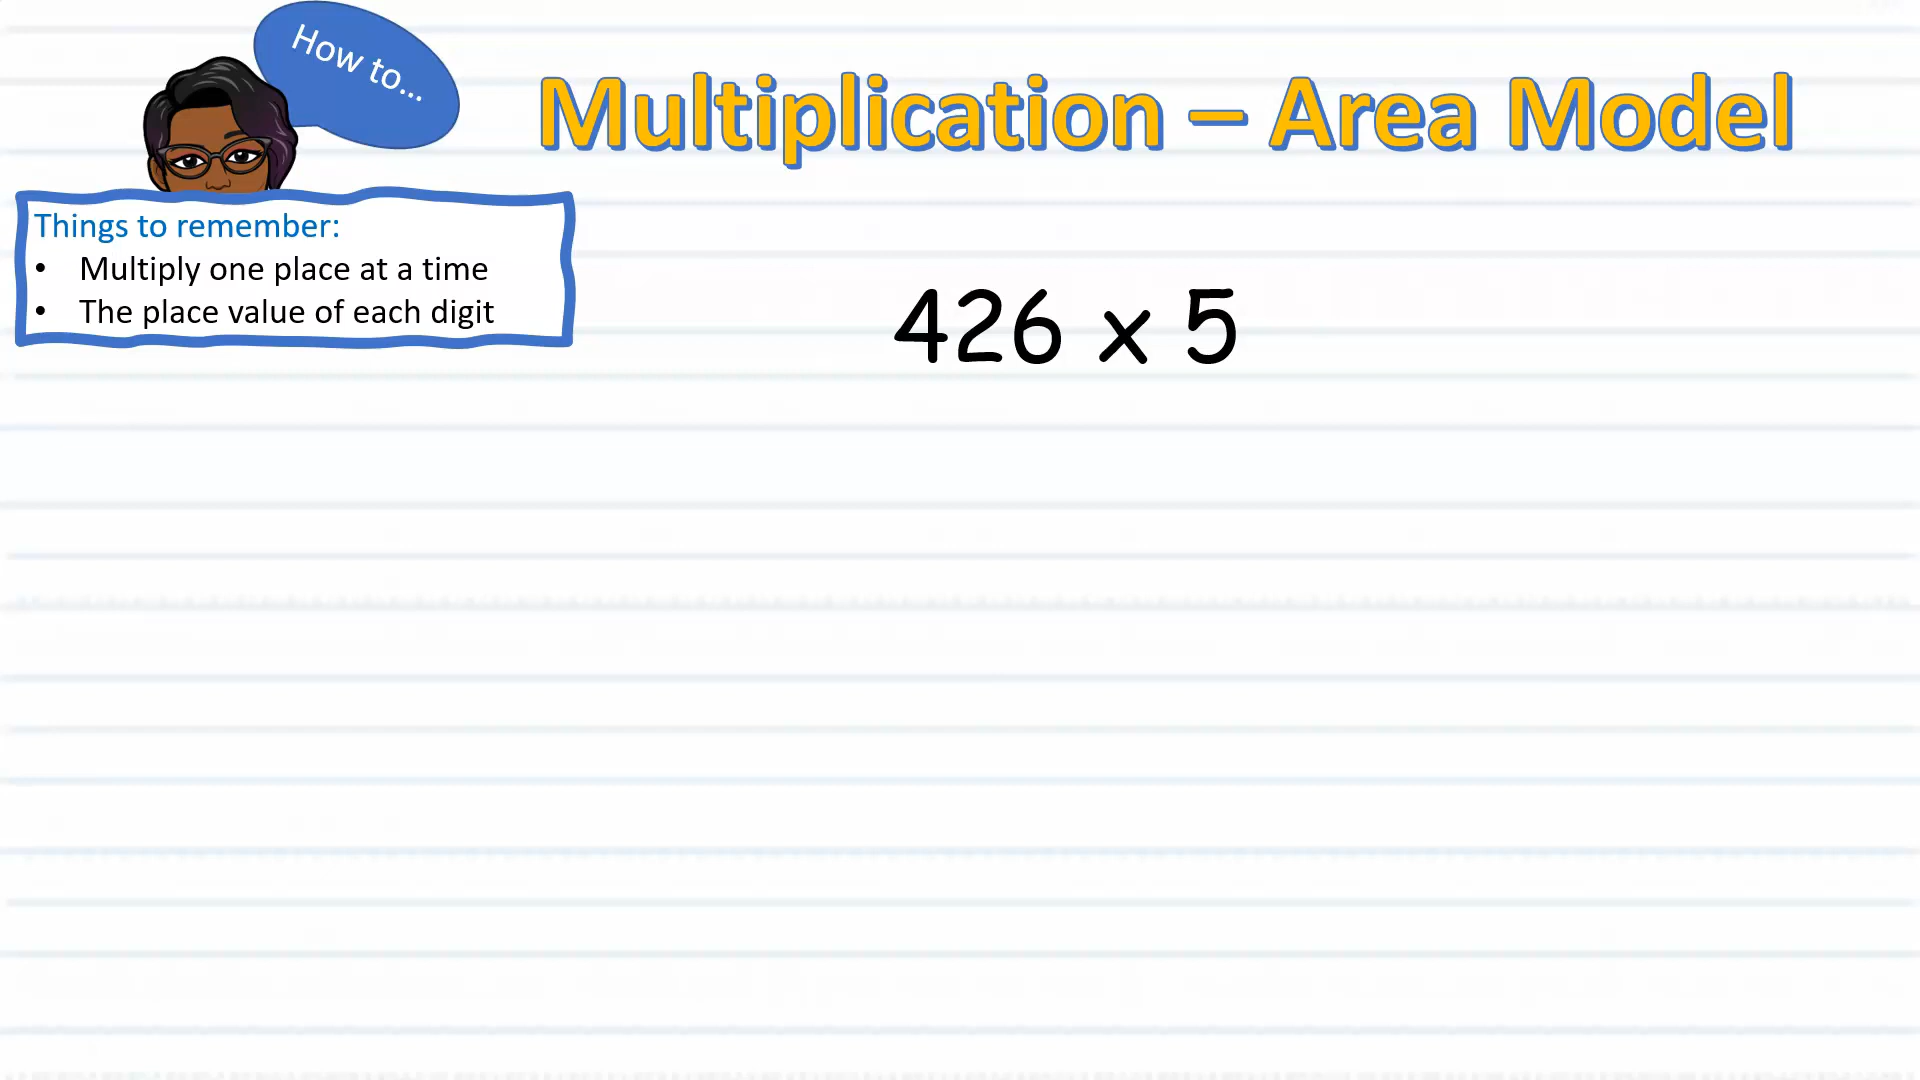 How to...
Multiplication – Area Model
Things to remember:
• Multiply one place at a time
• The place value of each digit
426 x 5